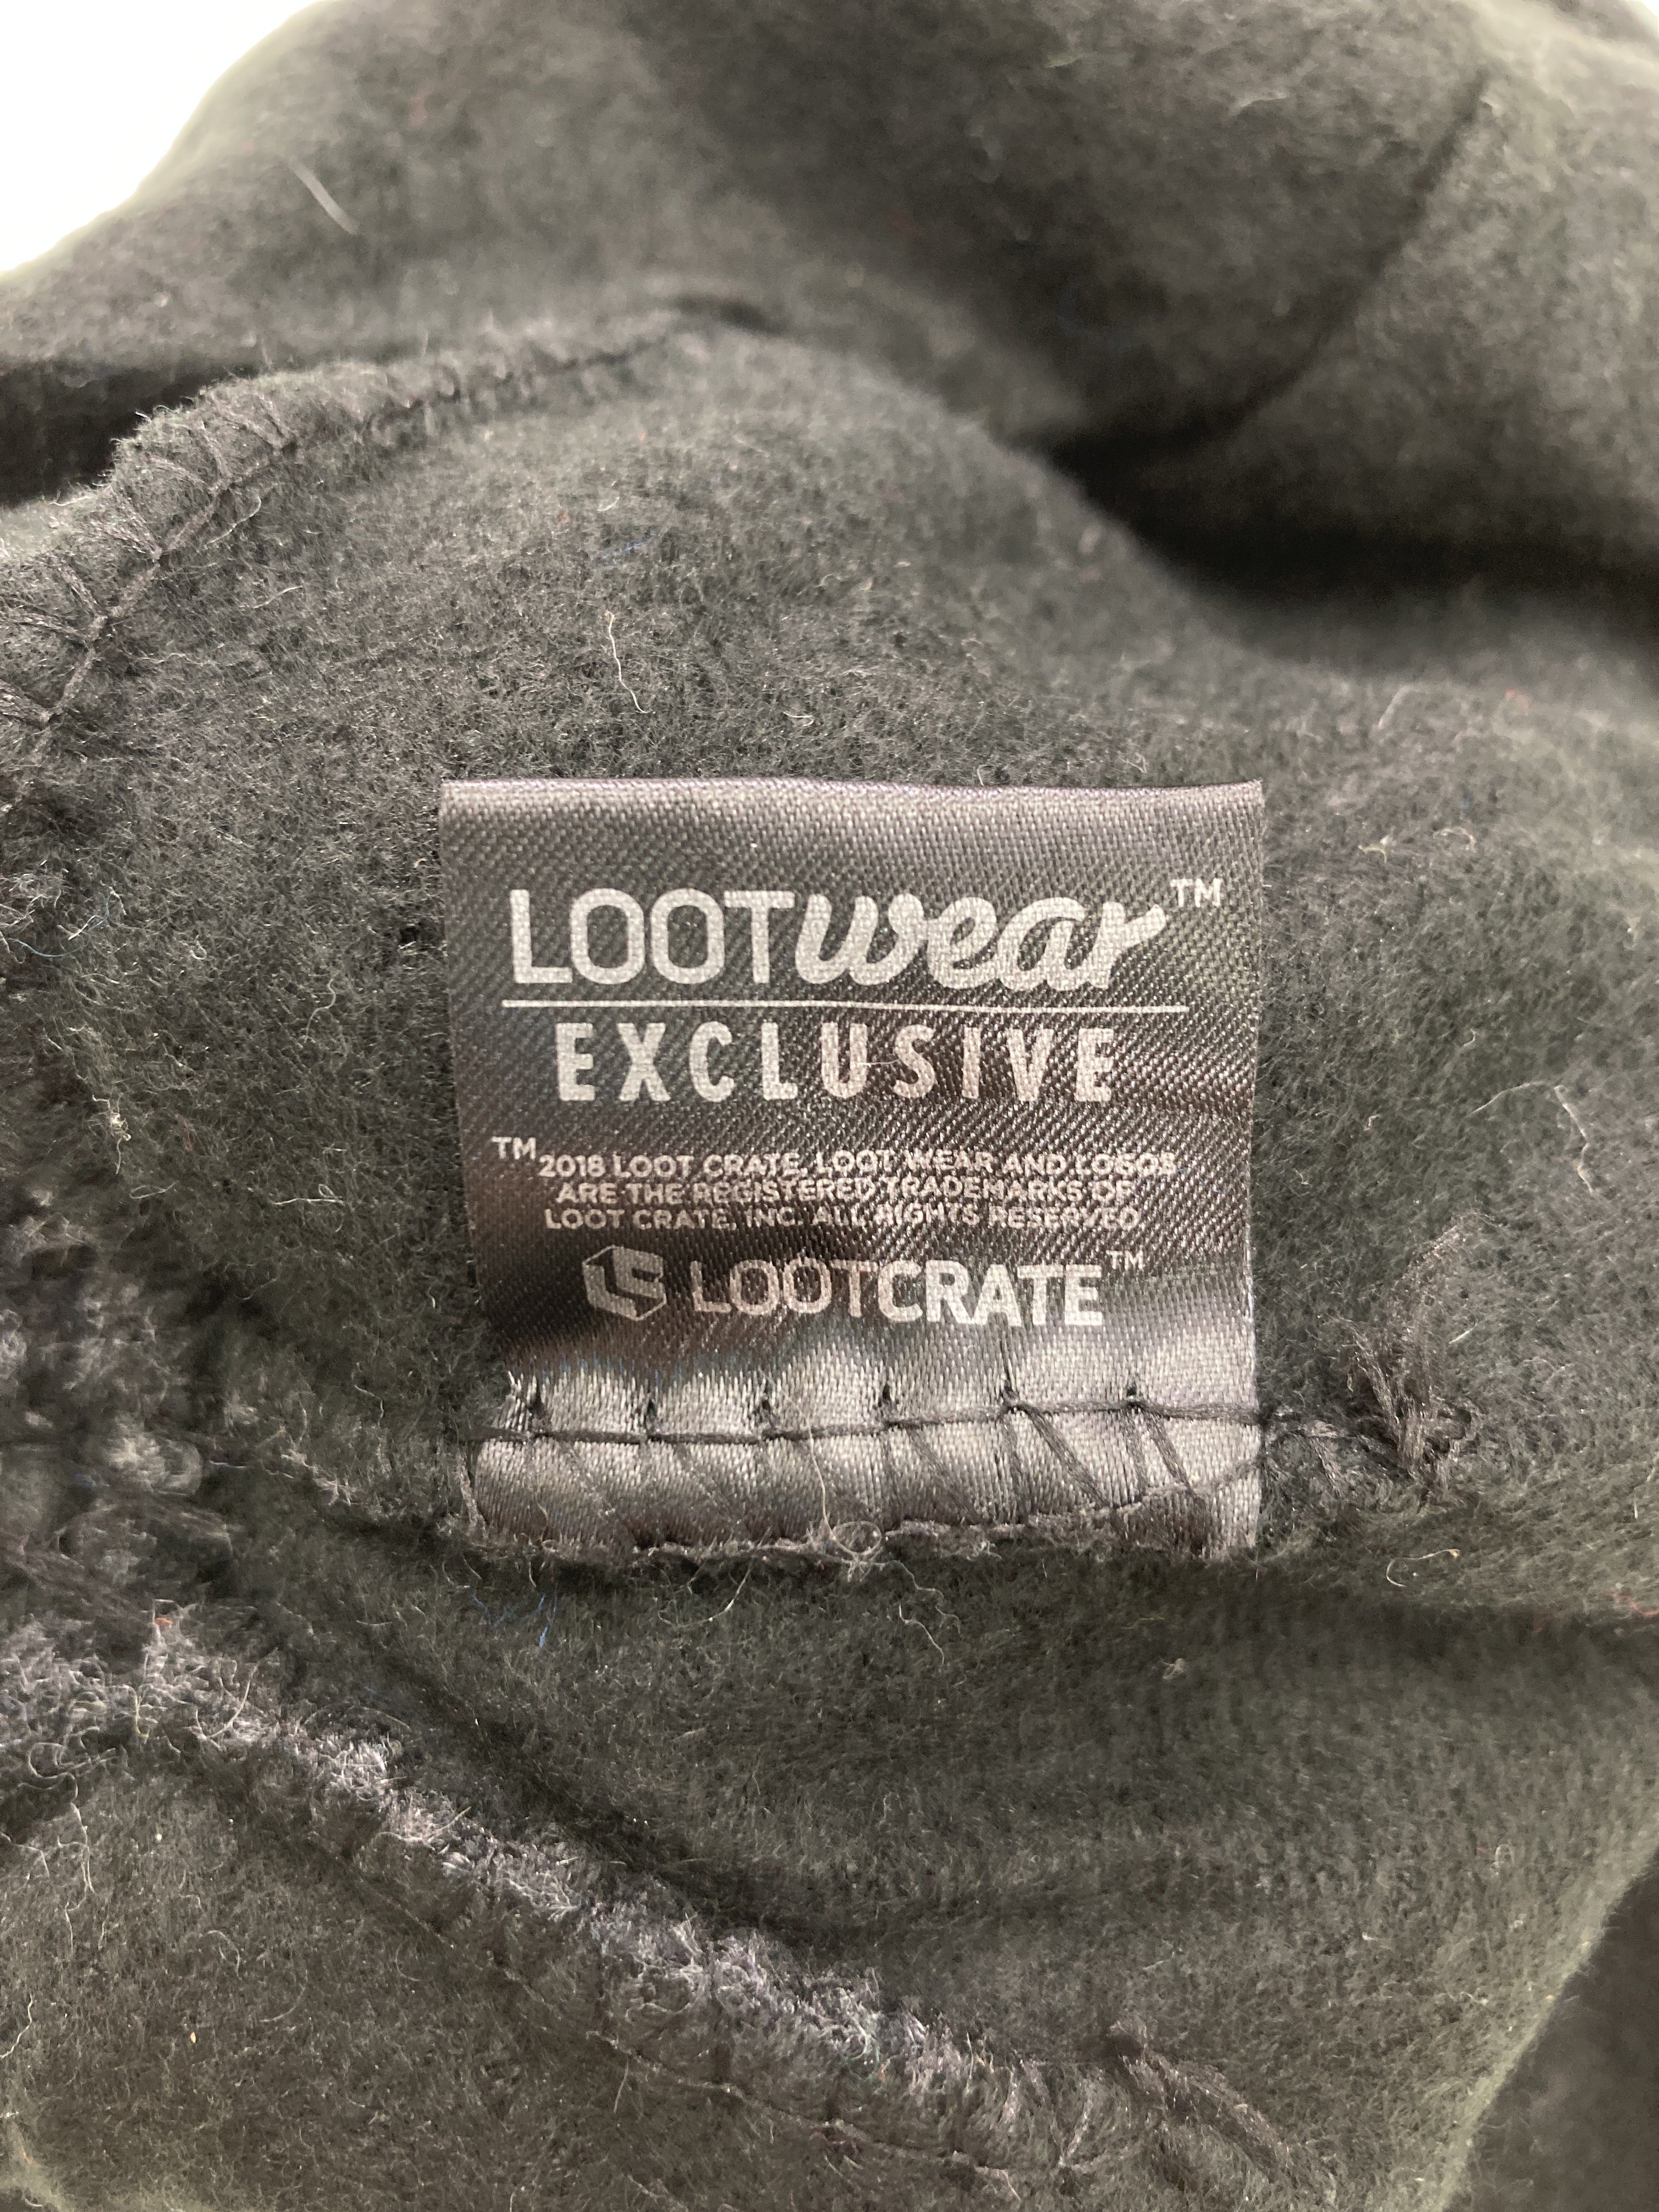 LOOTwear™
EXCLUSIVE
™2018 LOOT CRATE, LOOT WEAR AND LOGOS
ARE THE REGISTERED TRADEMARKS OF
LOOT CRATE, INC. ALL RIGHTS RESERVED
LOOTCRATE™